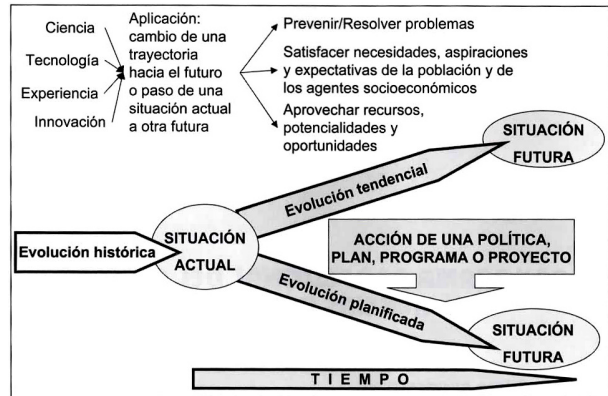 Ciencia
Tecnología
Experiencia
Innovación
Aplicación:
cambio de una
trayectoria
hacia el futuro
o paso de una
situación actual
a otra futura
Prevenir/Resolver problemas
Satisfacer necesidades, aspiraciones
y expectativas de la población y de
los agentes socioeconómicos
Aprovechar recursos,
potencialidades y
oportunidades
SITUACIÓN
FUTURA
Evolución tendencial
Evolución histórica
SITUACIÓN
ACTUAL
ACCIÓN DE UNA POLÍTICA,
PLAN, PROGRAMA O PROYECTO
Evolución planificada
SITUACIÓN
FUTURA
TIEMPO